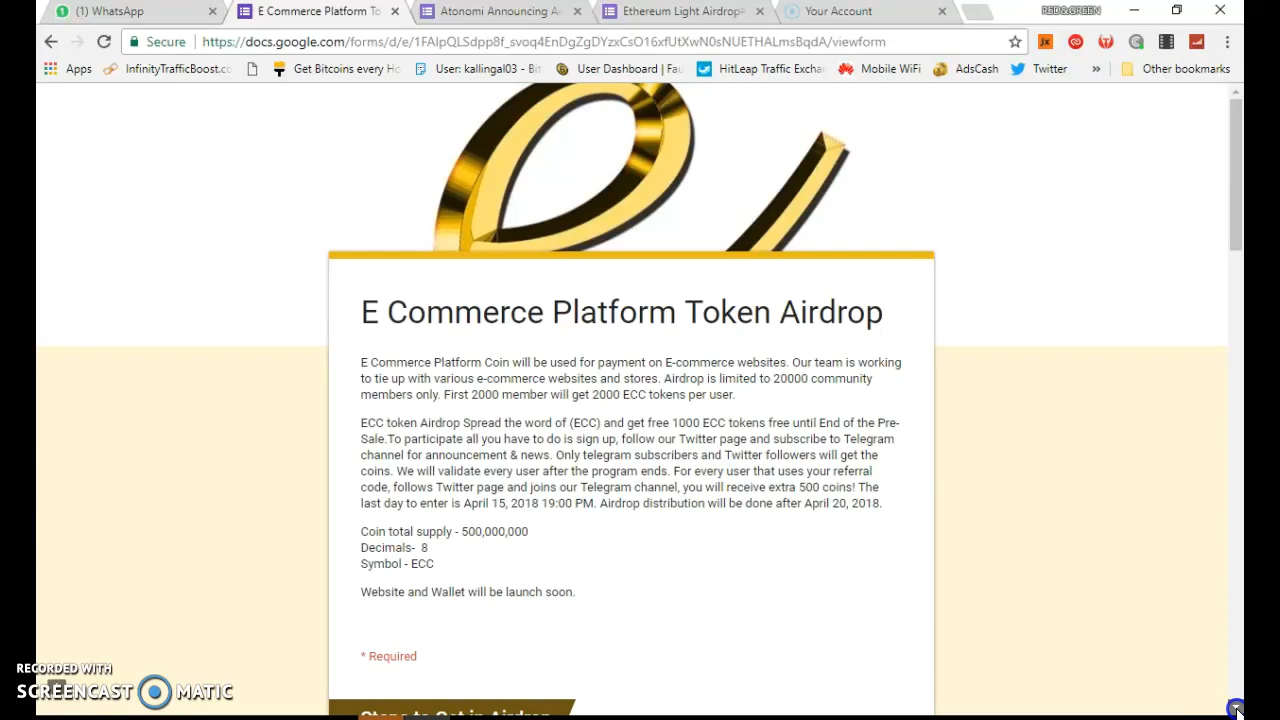 (1) WhatsApp
E Commerce Platform To
Atonomi Announcing Ai
Ethereum Light Airdrop
Your Account
RED&GREEN
Secure
https://docs.google.com/forms/d/e/1FAIpQLSdpp8f_svoq4EnDgZgDYzxCsO16xfUtXwN0sNUETHALmsBqdA/viewform
Apps
InfinityTrafficBoost.co
Get Bitcoins every Ho
User: kallingal03 - Bit
User Dashboard | Fau
HitLeap Traffic Exchan
Mobile WiFi
AdsCash
Twitter
»
Other bookmarks
E Commerce Platform Token Airdrop
E Commerce Platform Coin will be used for payment on E-commerce websites. Our team is working
to tie up with various e-commerce websites and stores. Airdrop is limited to 20000 community
members only. First 2000 member will get 2000 ECC tokens per user.
ECC token Airdrop Spread the word of (ECC) and get free 1000 ECC tokens free until End of the Pre-
Sale.To participate all you have to do is sign up, follow our Twitter page and subscribe to Telegram
channel for announcement & news. Only telegram subscribers and Twitter followers will get the
coins. We will validate every user after the program ends. For every user that uses your referral
code, follows Twitter page and joins our Telegram channel, you will receive extra 500 coins! The
last day to enter is April 15, 2018 19:00 PM. Airdrop distribution will be done after April 20, 2018.
Coin total supply - 500,000,000
Decimals-  8
Symbol - ECC
Website and Wallet will be launch soon.
* Required
Steps to Get in Airdrop
RECORDED WITH
SCREENCAST MATIC